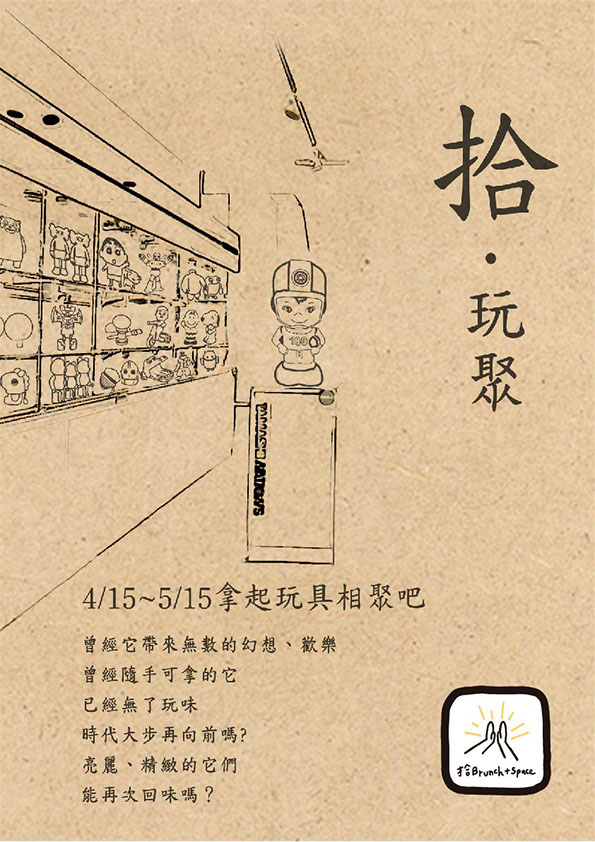 拾
·
玩聚
4/15~5/15拿起玩具相聚吧
曾經它帶來無數的幻想、歡樂
曾經隨手可拿的它
已經無了玩味
時代大步再向前嗎?
亮麗、精緻的它們
能再次回味嗎？
拾Brunch+Space
100